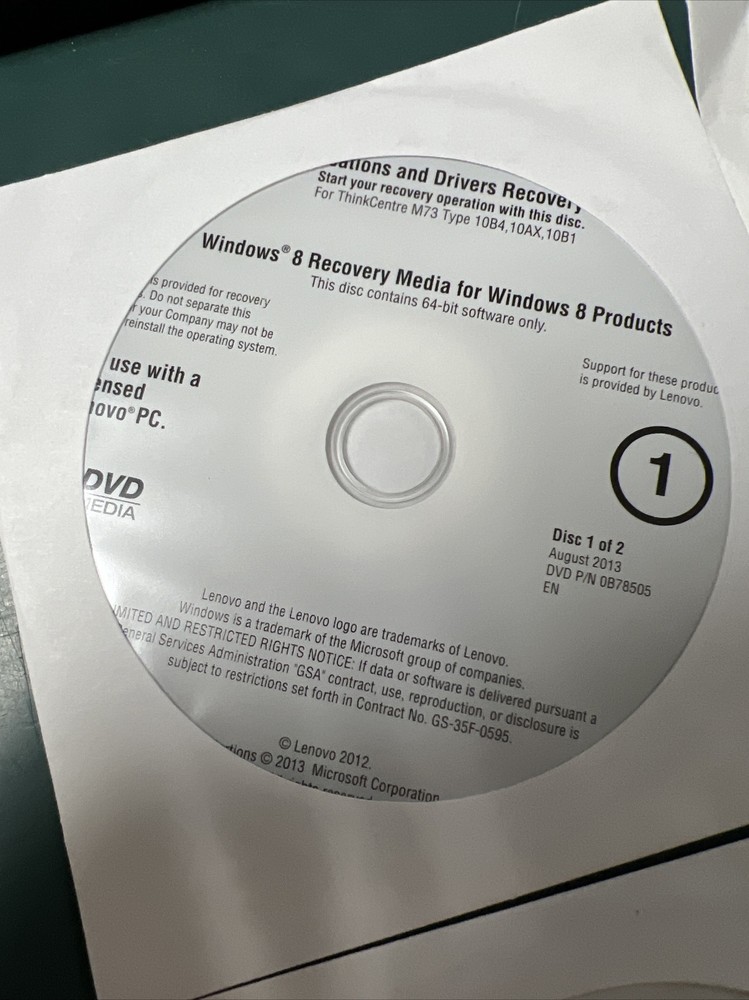 and Drivers Recovery
Start your recovery operation with this disc.
For ThinkCentre M73 Type 10B4,10AX,10B1
Windows® 8 Recovery Media for Windows 8 Products
This disc contains 64-bit software only.
is provided for recovery
Do not separate this
r your Company may not be
reinstall the operating system.
use with a
ensed
ovo® PC.
Support for these produc
is provided by Lenovo.
1
DVD
EDIA
Disc 1 of 2
August 2013
DVD P/N 0B78505
EN
Lenovo and the Lenovo logo are trademarks of Lenovo.
Windows is a trademark of the Microsoft group of companies.
MITED AND RESTRICTED RIGHTS NOTICE: If data or software is delivered pursuant a
eneral Services Administration "GSA" contract, use, reproduction, or disclosure is
subject to restrictions set forth in Contract No. GS-35F-0595.
© Lenovo 2012.
tions © 2013 Microsoft Corporation